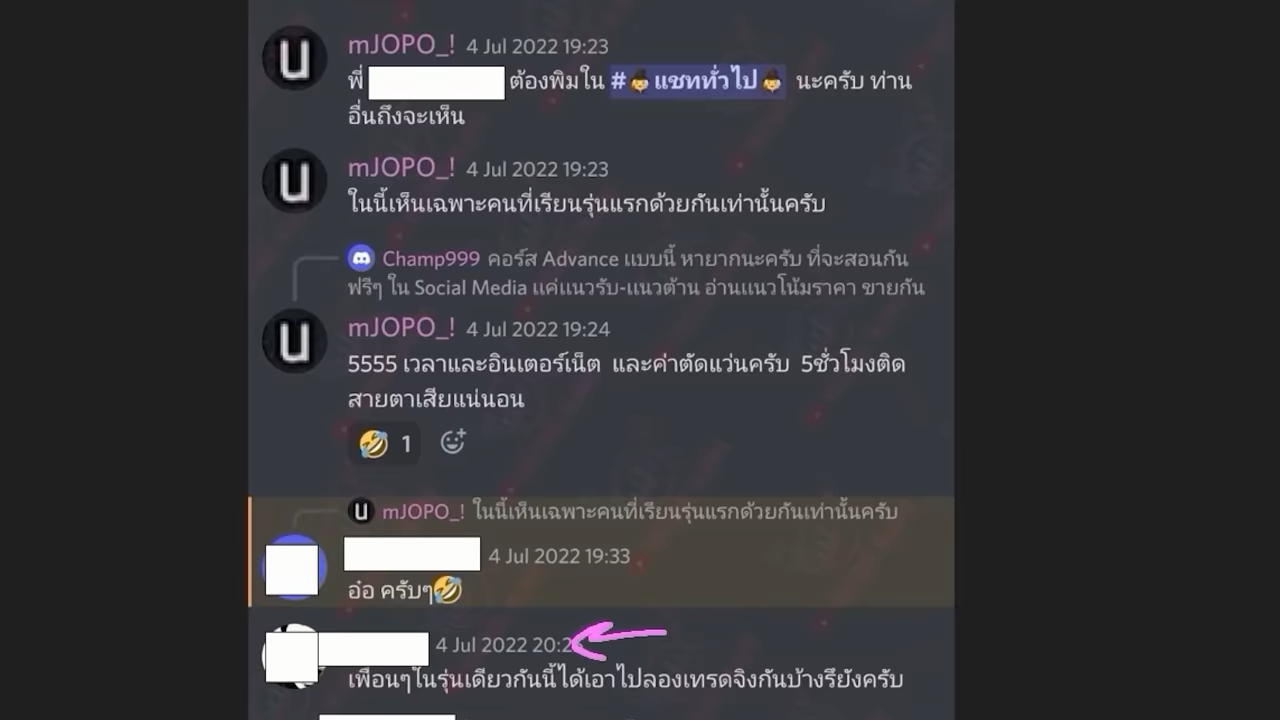 mJOPO_! 4 Jul 2022 19:23
พี่ ต้องพิมใน #แชททั่วไป นะครับ ท่าน
อื่นถึงจะเห็น
mJOPO_! 4 Jul 2022 19:23
ในนี้เห็นเฉพาะคนที่เรียนรุ่นแรกด้วยกันเท่านั้นครับ
Champ999 คอร์ส Advance แบบนี้ หายากนะครับ ที่จะสอนกัน
ฟรีๆ ใน Social Media แค่แนวรับ-แนวต้าน อ่านแนวโน้มราคา ขายกัน
mJOPO_! 4 Jul 2022 19:24
5555 เวลาและอินเตอร์เน็ต และค่าตัดแว่นครับ 5ชั่วโมงติด
สายตาเสียแน่นอน
1
mJOPO_! ในนี้เห็นเฉพาะคนที่เรียนรุ่นแรกด้วยกันเท่านั้นครับ
4 Jul 2022 19:33
อ๋อ ครับๆ
4 Jul 2022
เพื่อนๆในรุ่นเดียวกันนี้ได้เอาไปลองเทรดจิงกันบ้างรึยังครับ